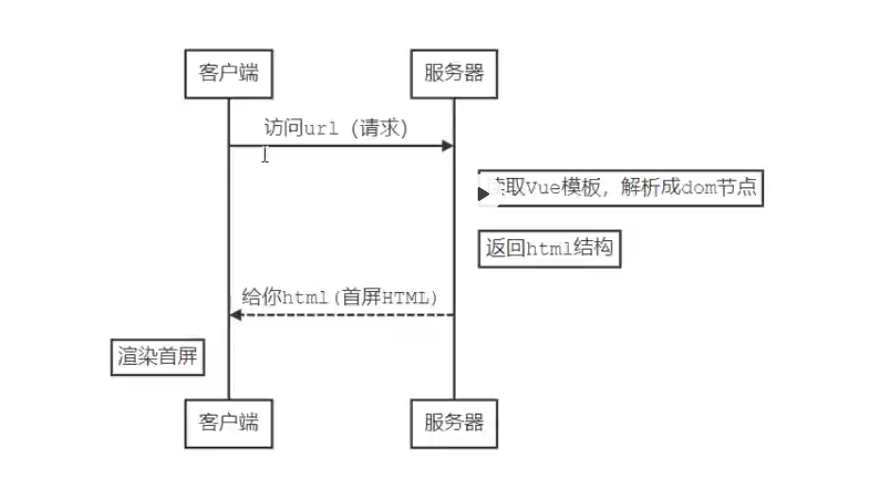 客户端
服务器
访问url (请求)
取Vue模板, 解析成dom节点
返回html结构
给你html(首屏HTML)
渲染首屏
客户端
服务器